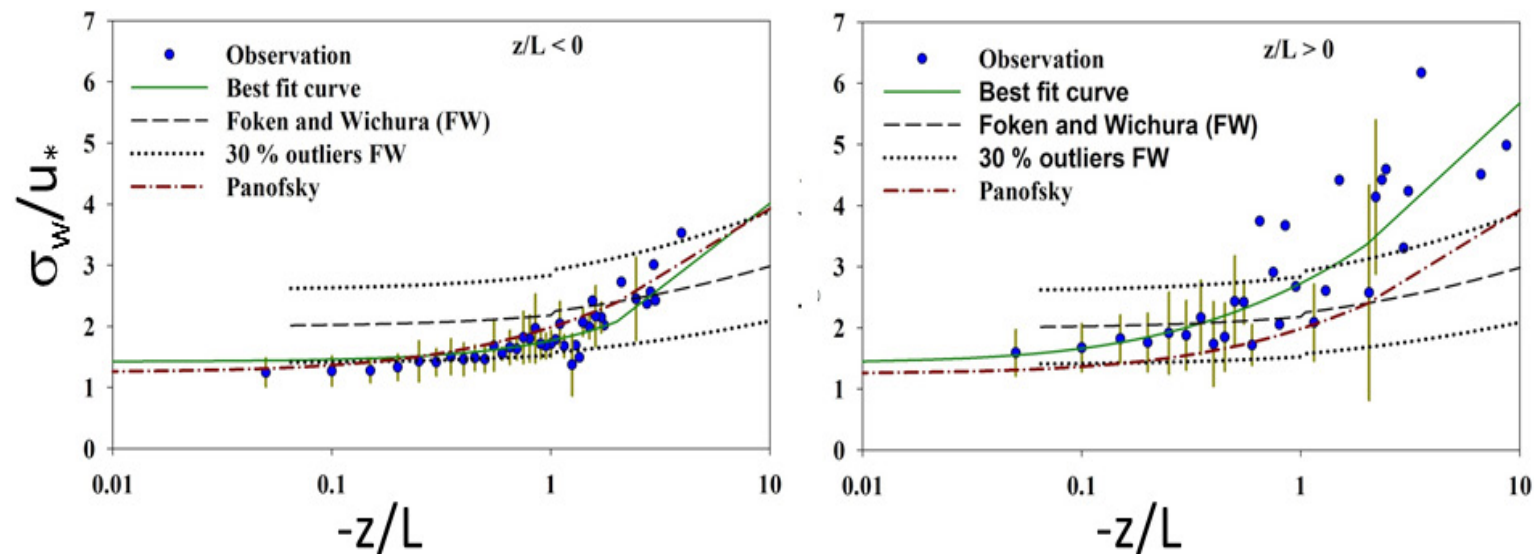 7
6
5
4
3
2
1
0
σw/u*
z/L < 0
Observation
Best fit curve
Foken and Wichura (FW)
30 % outliers FW
Panofsky
0.01
0.1
1
10
-z/L
7
6
5
4
3
2
1
0
z/L > 0
Observation
Best fit curve
Foken and Wichura (FW)
30 % outliers FW
Panofsky
0.01
0.1
1
10
-z/L